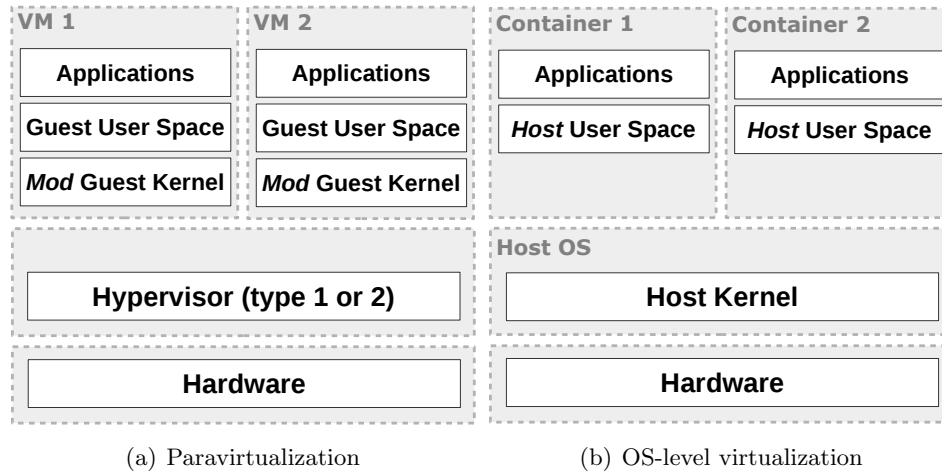 VM 1
VM 2
Container 1
Container 2
Applications
Applications
Applications
Applications
Guest User Space
Guest User Space
Host User Space
Host User Space
Mod Guest Kernel
Mod Guest Kernel
Host OS
Hypervisor (type 1 or 2)
Host Kernel
Hardware
Hardware
(a) Paravirtualization
(b) OS-level virtualization